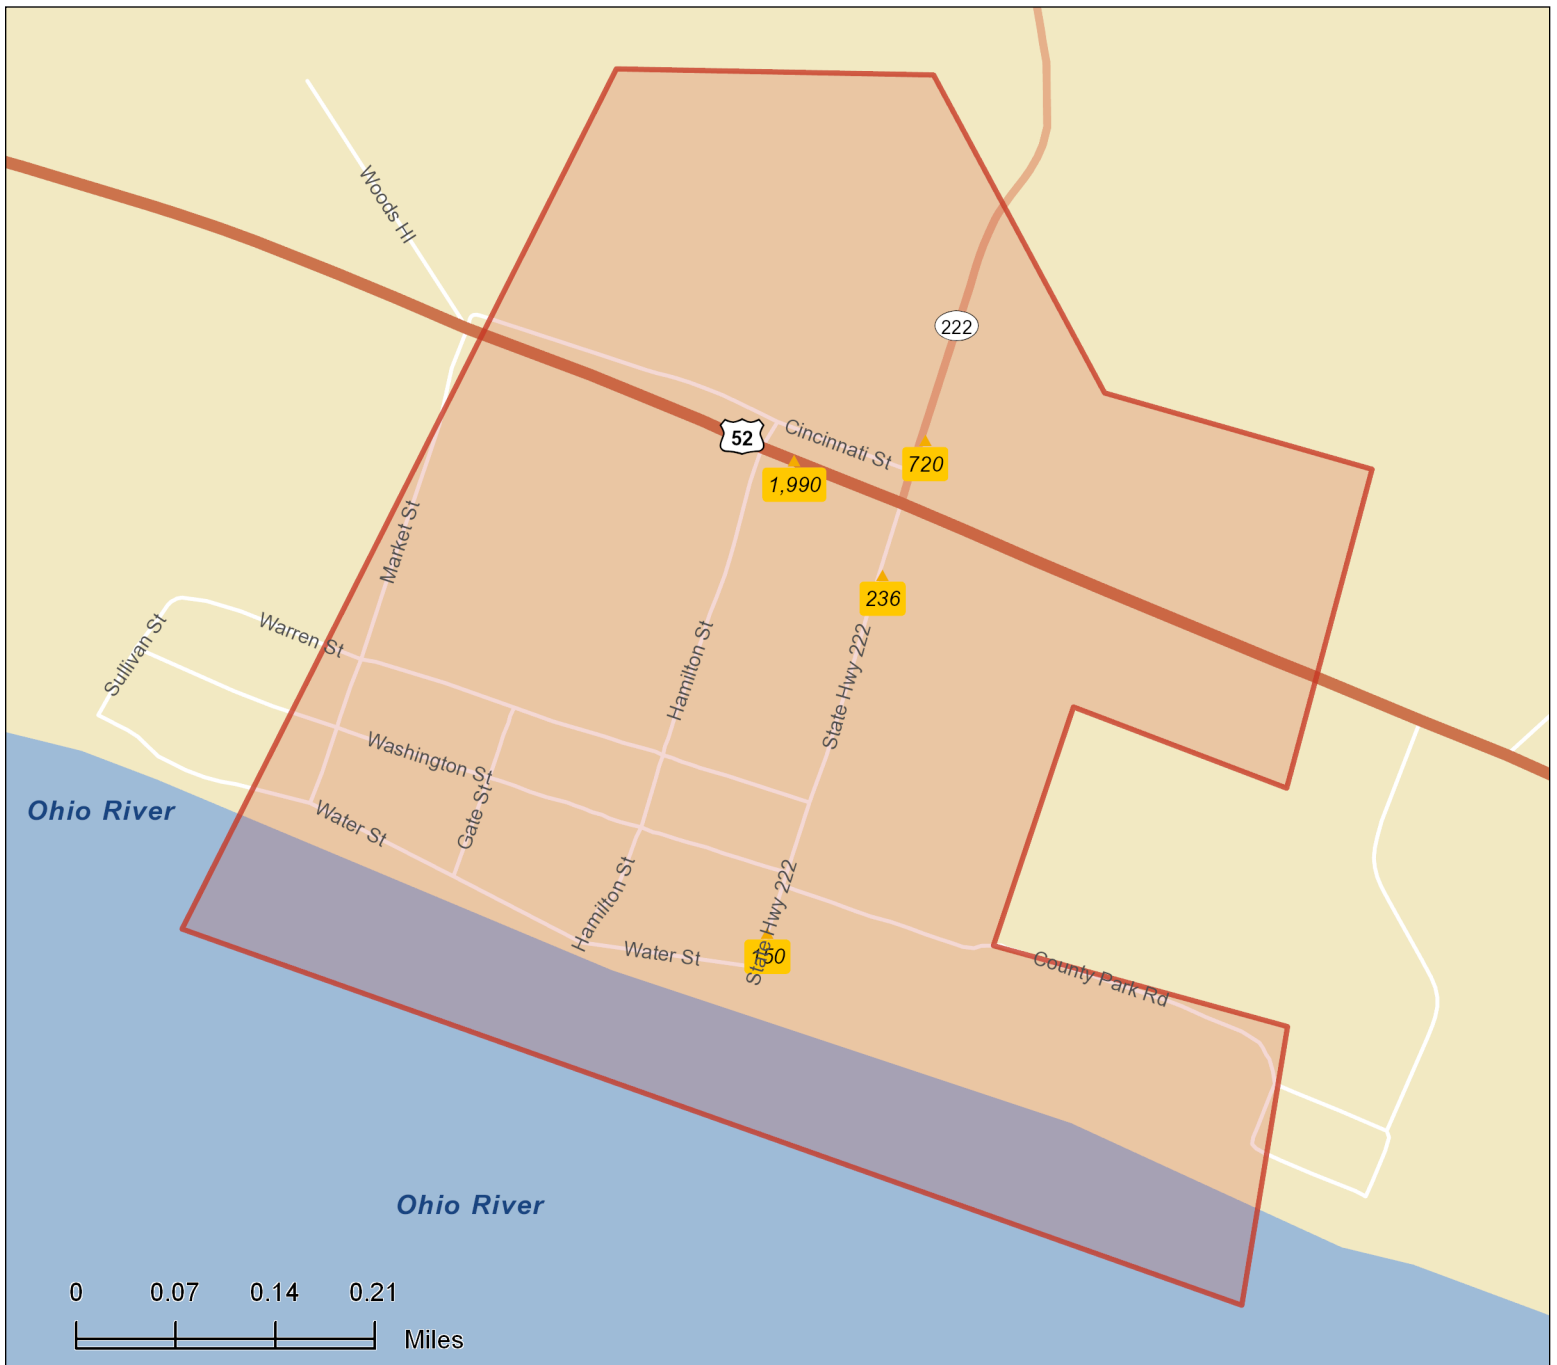 Woods Hl
222
52
Cincinnati St
720
1,990
Market St
236
Sullivan St
Warren St
Hamilton St
State Hwy 222
Washington St
Ohio River
Water St
Gate St
Hamilton St
State Hwy 222
Water St
150
County Park Rd
Ohio River
0 0.07 0.14 0.21
Miles